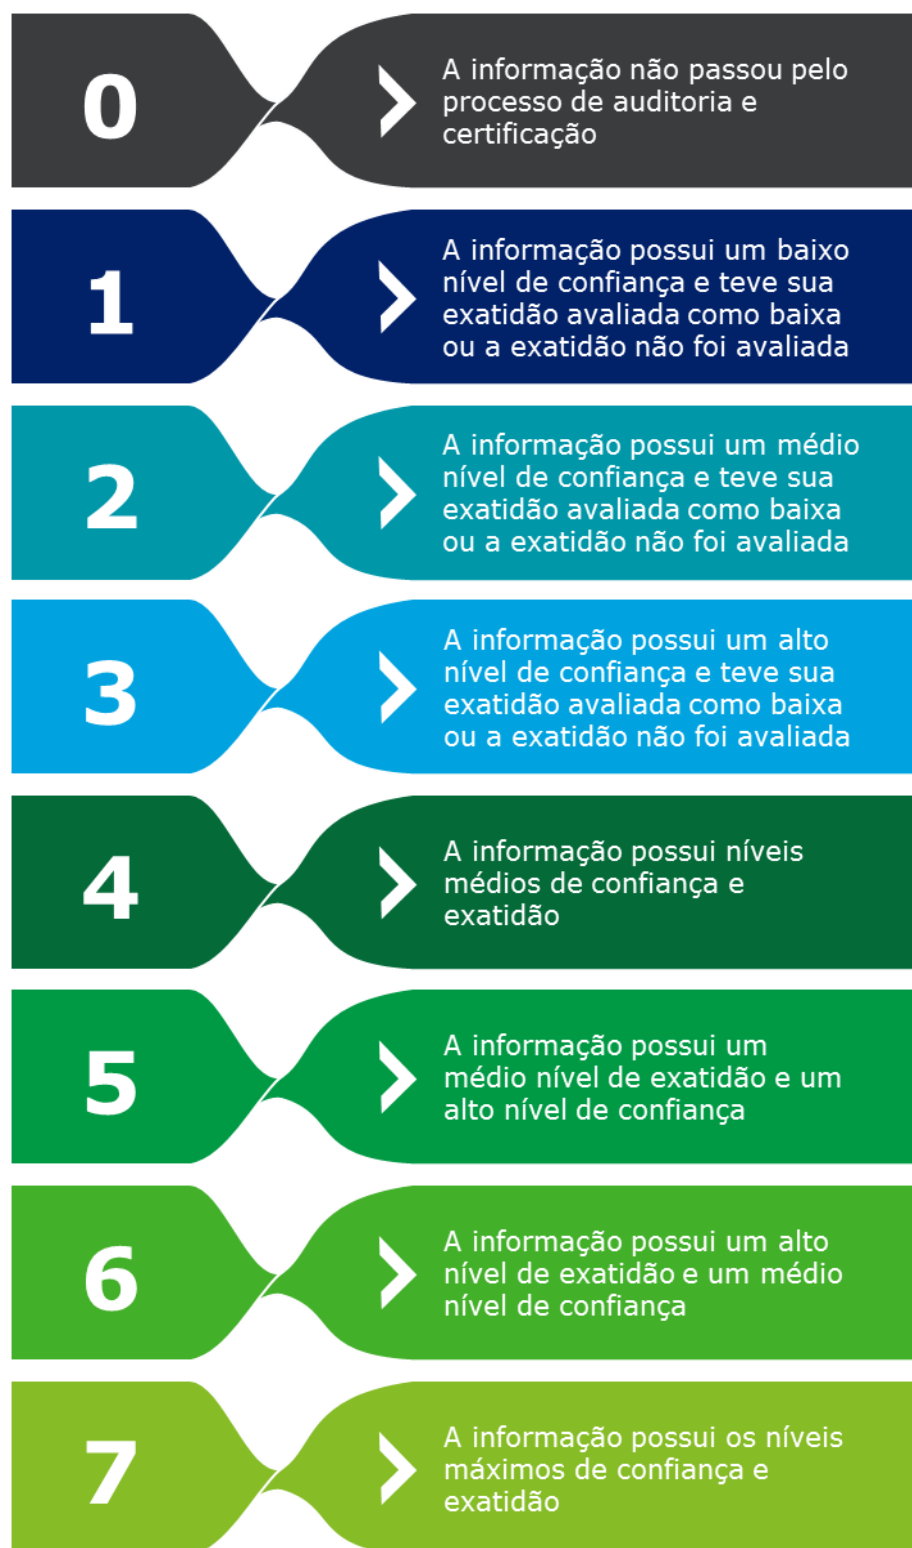 0
A informação não passou pelo
processo de auditoria e
certificação
1
A informação possui um baixo
nível de confiança e teve sua
exatidão avaliada como baixa
ou a exatidão não foi avaliada
2
A informação possui um médio
nível de confiança e teve sua
exatidão avaliada como baixa
ou a exatidão não foi avaliada
3
A informação possui um alto
nível de confiança e teve sua
exatidão avaliada como baixa
ou a exatidão não foi avaliada
4
A informação possui níveis
médios de confiança e
exatidão
5
A informação possui um
médio nível de exatidão e um
alto nível de confiança
6
A informação possui um alto
nível de exatidão e um médio
nível de confiança
7
A informação possui os níveis
máximos de confiança e
exatidão